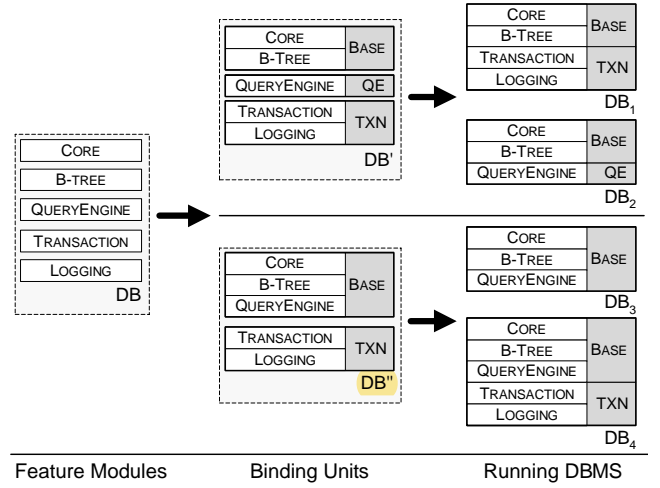 CORE
B-TREE
QUERYENGINE
TRANSACTION
LOGGING
DB
CORE
B-TREE
BASE
QUERYENGINE QE
TRANSACTION
LOGGING
TXN
DB'
CORE
B-TREE
QUERYENGINE
BASE
TRANSACTION
LOGGING
TXN
DB"
CORE
B-TREE
BASE
TRANSACTION
LOGGING
TXN
DB1
CORE
B-TREE
BASE
QUERYENGINE QE
DB2
CORE
B-TREE
QUERYENGINE
BASE
DB3
CORE
B-TREE
QUERYENGINE
BASE
TRANSACTION
LOGGING
TXN
DB4
Feature Modules Binding Units Running DBMS